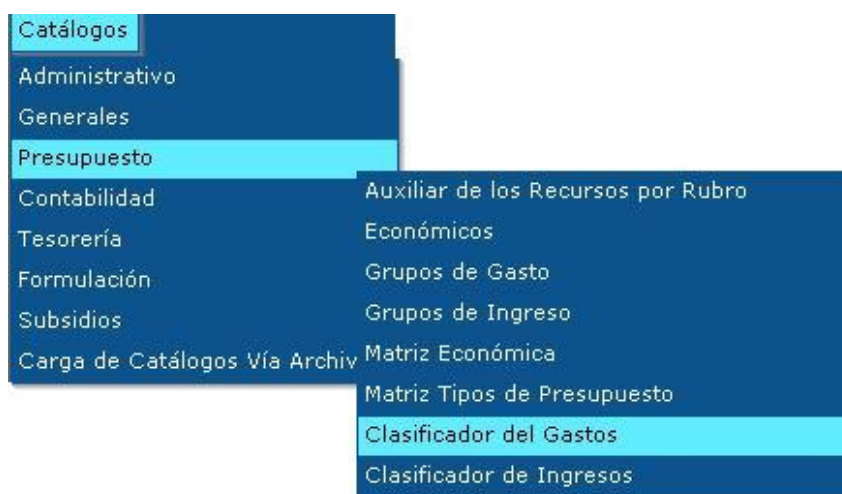 Catálogos
Administrativo
Generales
Presupuesto
Contabilidad
Tesorería
Formulación
Subsidios
Carga de Catálogos Vía Archiv
Auxiliar de los Recursos por Rubro
Económicos
Grupos de Gasto
Grupos de Ingreso
Matriz Económica
Matriz Tipos de Presupuesto
Clasificador del Gastos
Clasificador de Ingresos